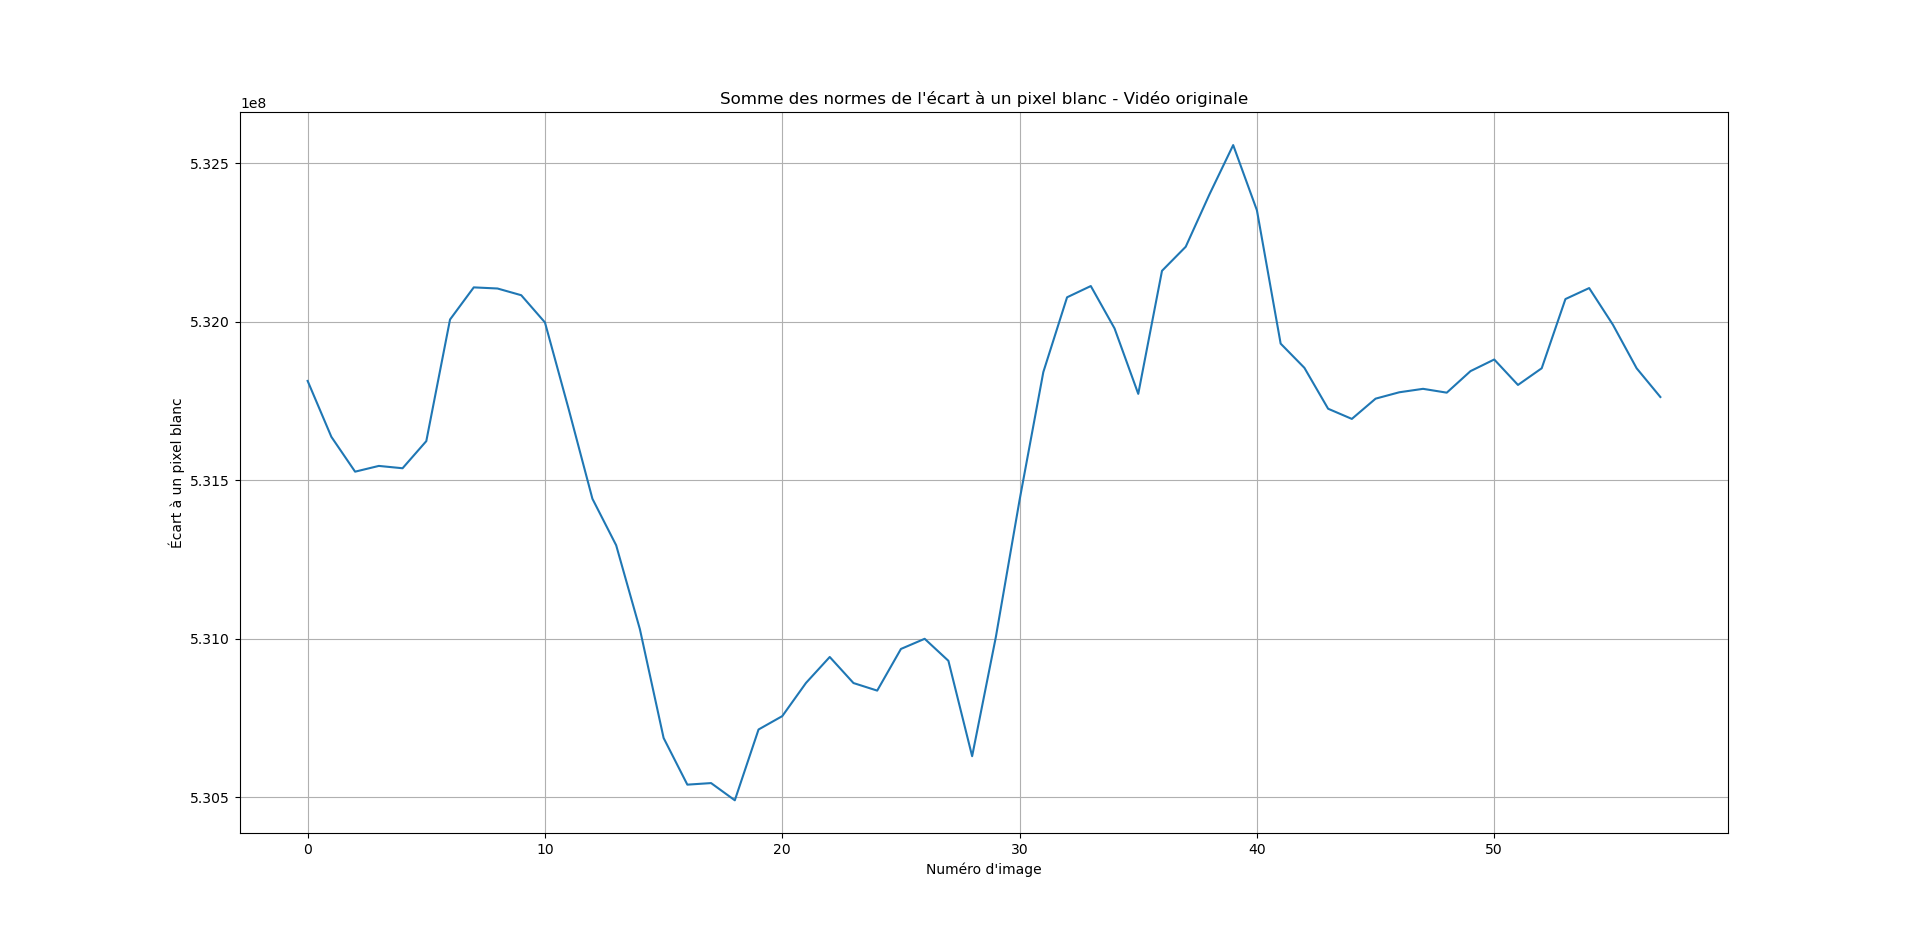 Somme des normes de l'écart à un pixel blanc - Vidéo originale
1e8
5.325
5.320
5.315
5.310
5.305
Écart à un pixel blanc
0 10 20 30 40 50
Numéro d'image